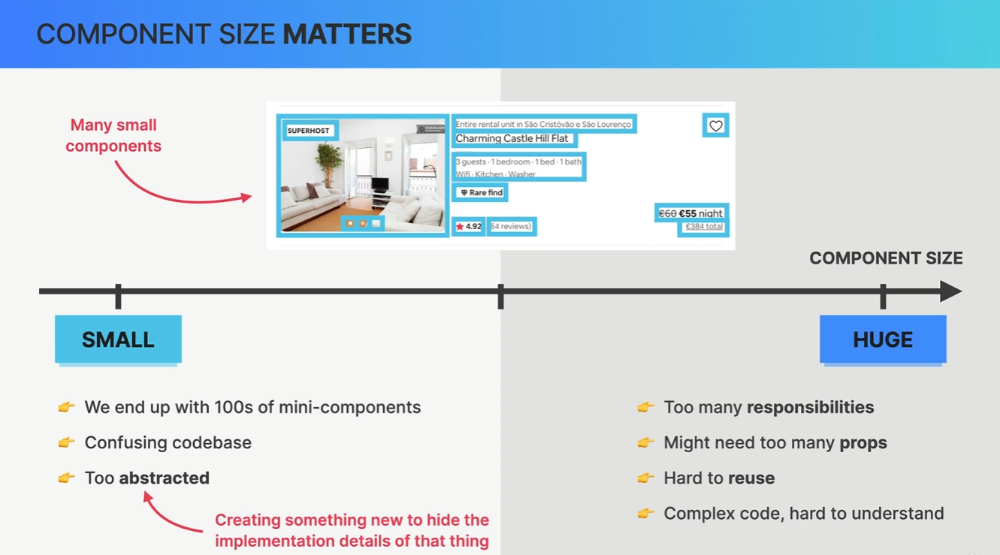 COMPONENT SIZE MATTERS
Many small
components
SUPERHOST
Entire rental unit in São Cristóvão e São Lourenço
Charming Castle Hill Flat
3 guests · 1 bedroom · 1 bed · 1 bath
Wifi · Kitchen · Washer
Rare find
4.92
64 reviews)
€60 €55 night
€384 total
COMPONENT SIZE
SMALL
HUGE
👉 We end up with 100s of mini-components
👉 Confusing codebase
👉 Too abstracted
Creating something new to hide the
implementation details of that thing
👉 Too many responsibilities
👉 Might need too many props
👉 Hard to reuse
👉 Complex code, hard to understand